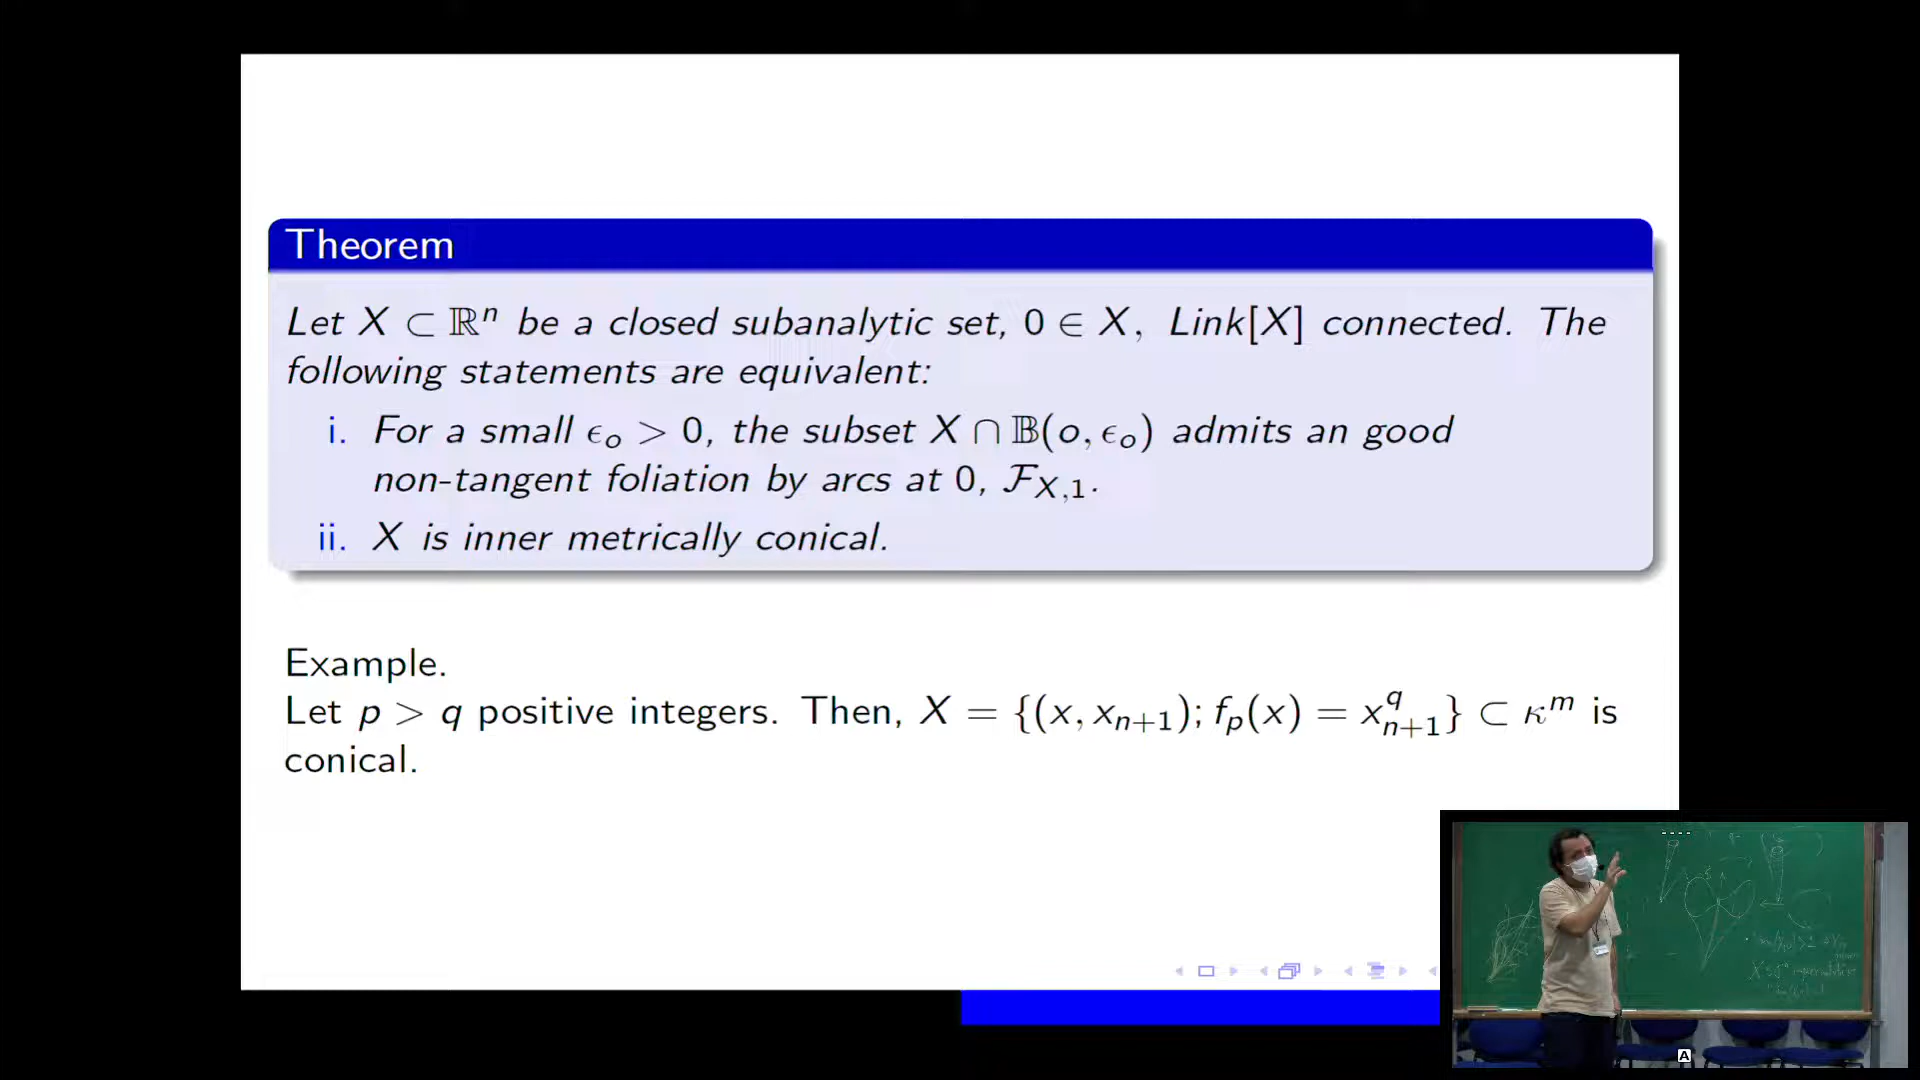 Theorem
Let X ⊂ ℝⁿ be a closed subanalytic set, 0 ∈ X, Link[X] connected. The
following statements are equivalent:
i. For a small ϵₒ > 0, the subset X ∩ 𝔹(o, ϵₒ) admits an good
non-tangent foliation by arcs at 0, ℱ_{X,1}.
ii. X is inner metrically conical.
Example.
Let p > q positive integers. Then, X = {(x, x_{n+1}); f_p(x) = x_{n+1}^q} ⊂ κ^m is
conical.
A